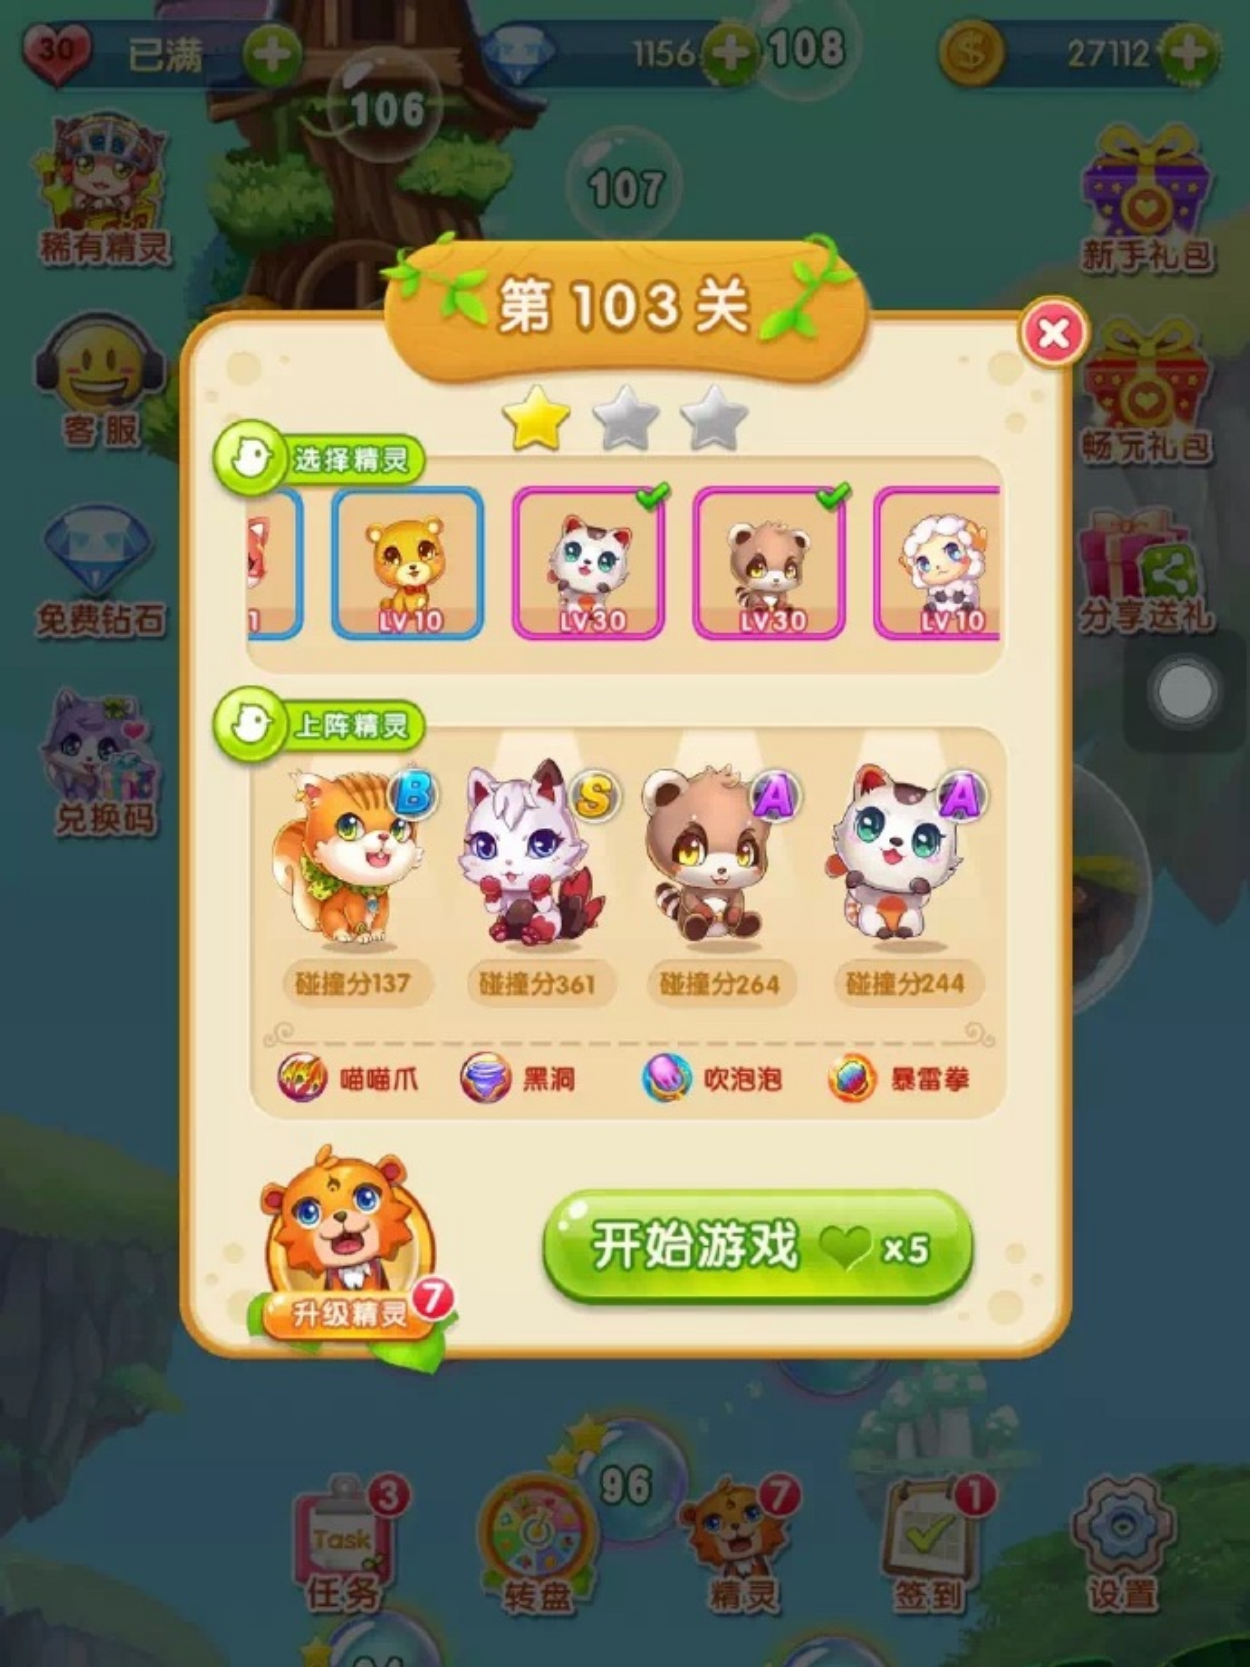 30 已满
1156
108
27112
106
107
稀有精灵
新手礼包
第103关
客服
畅玩礼包
选择精灵
1
LV10
LV30
LV30
LV10
免费钻石
分享送礼
上阵精灵
B
S
A
A
兑换码
碰撞分137
碰撞分361
碰撞分264
碰撞分244
喵喵爪
黑洞
吹泡泡
暴雷拳
开始游戏 x5
升级精灵
7
96
3
7
1
Task
任务
转盘
精灵
签到
设置